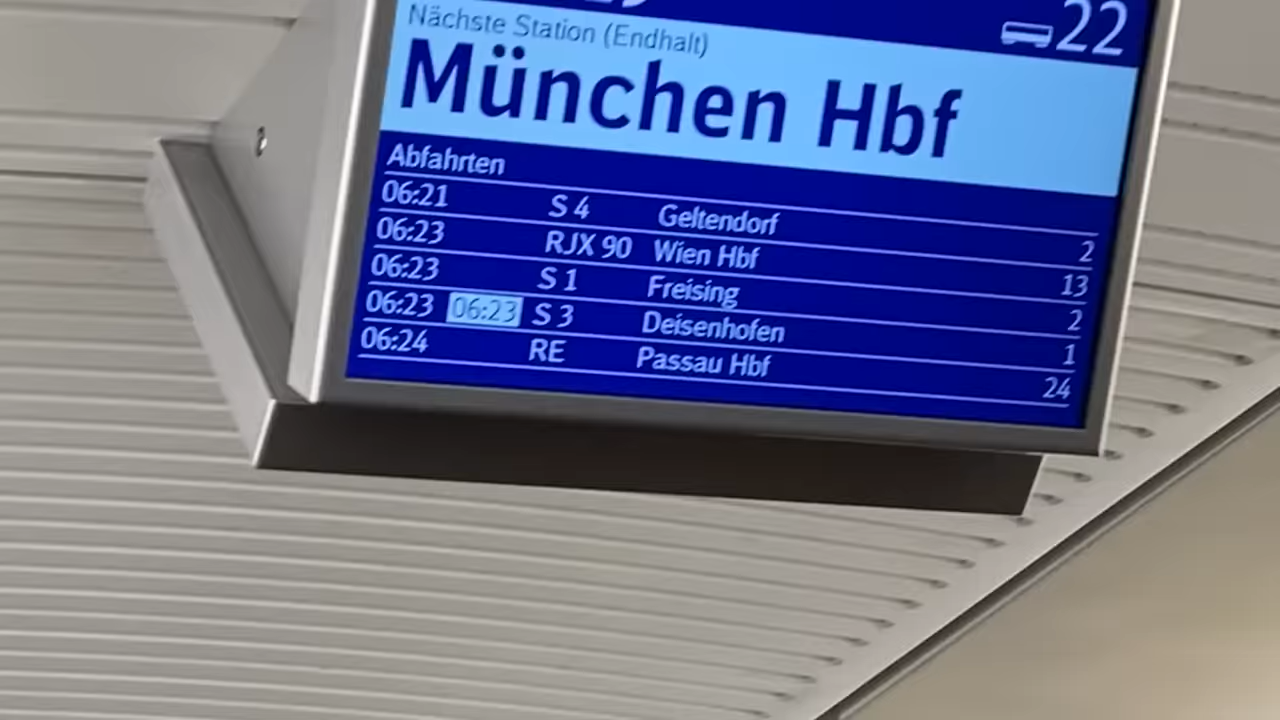 22
Nächste Station (Endhalt)
München Hbf
Abfahrten
06:21 S 4 Geltendorf 2
06:23 RJX 90 Wien Hbf 13
06:23 S 1 Freising 2
06:23 06:23 S 3 Deisenhofen 1
06:24 RE Passau Hbf 24